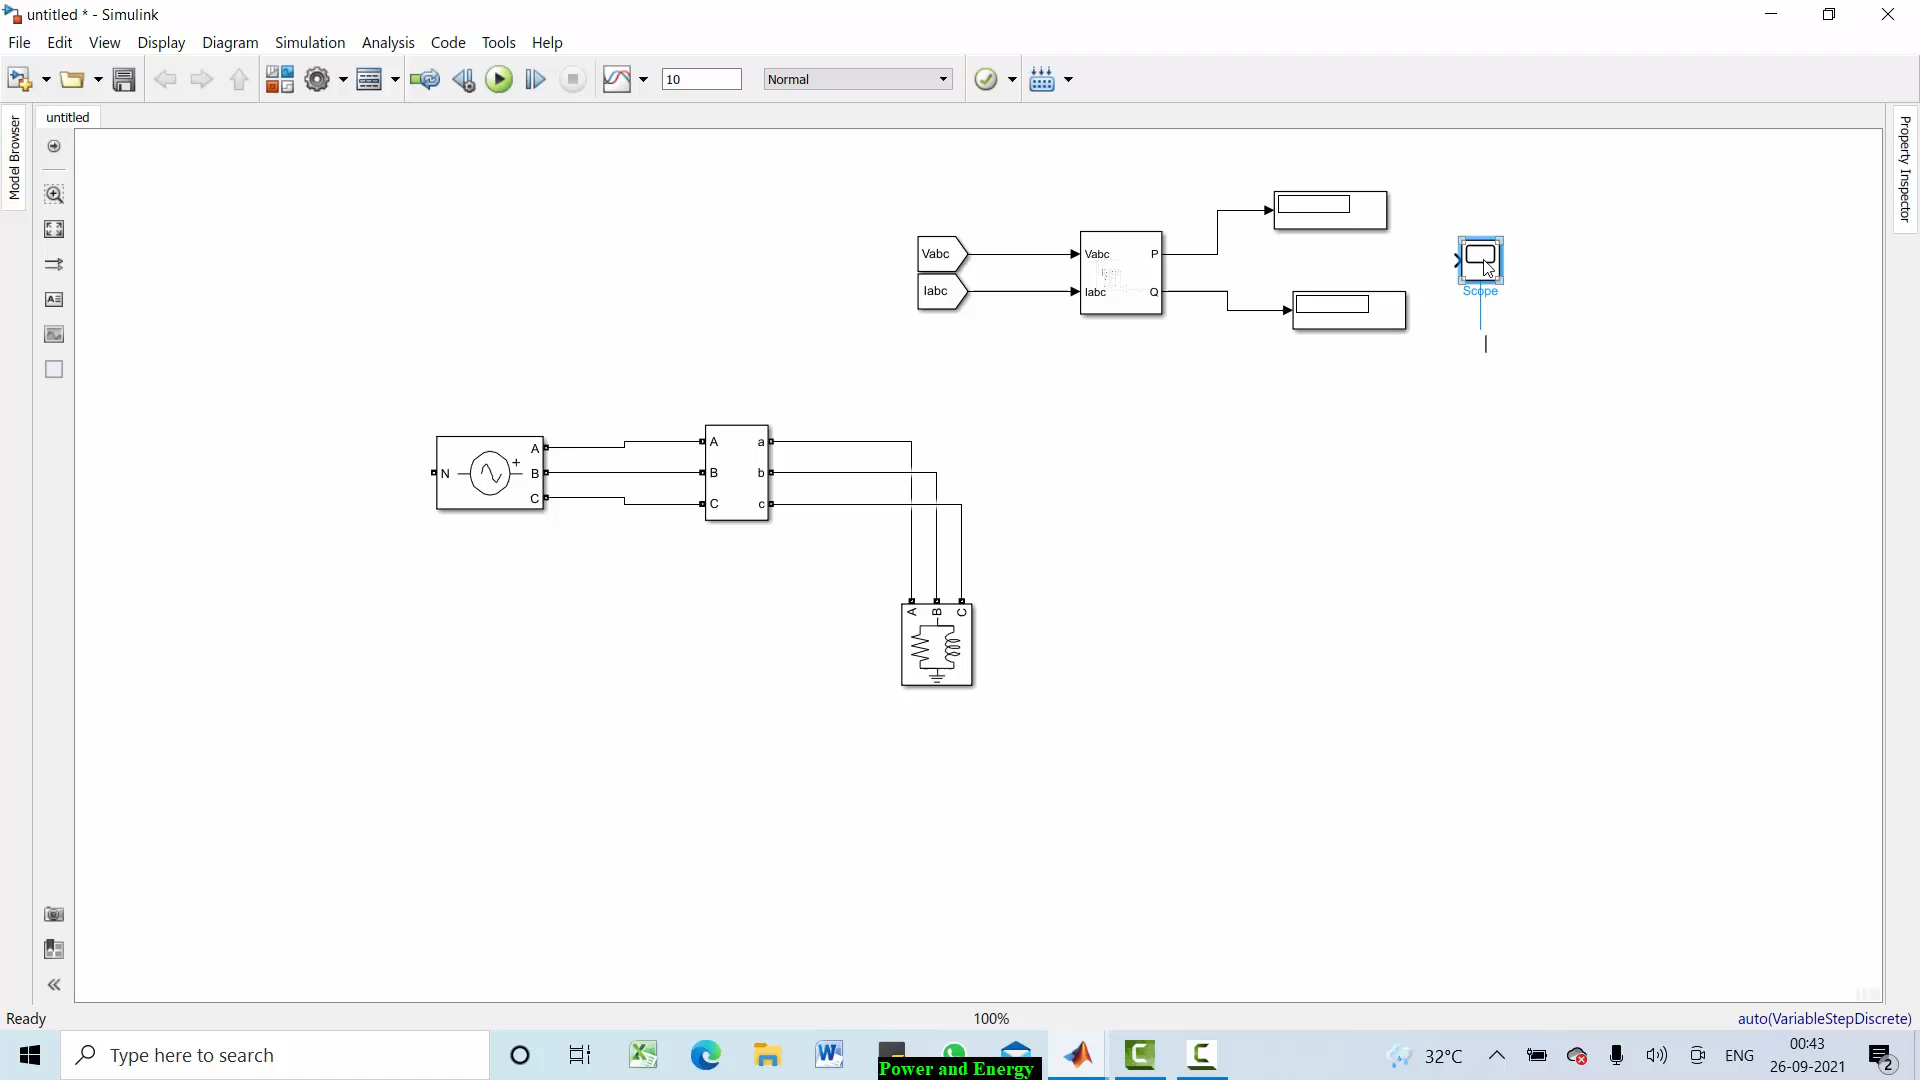 untitled * - Simulink
File Edit View Display Diagram Simulation Analysis Code Tools Help
10 Normal
untitled
Model Browser
Property Inspector
Vabc Vabc P
Iabc Iabc Q
Scope
N A B C
A B C a b c
A B C
Ready 100% auto(VariableStepDiscrete)
Type here to search
Power and Energy
32°C ENG
00:43
26-09-2021
2